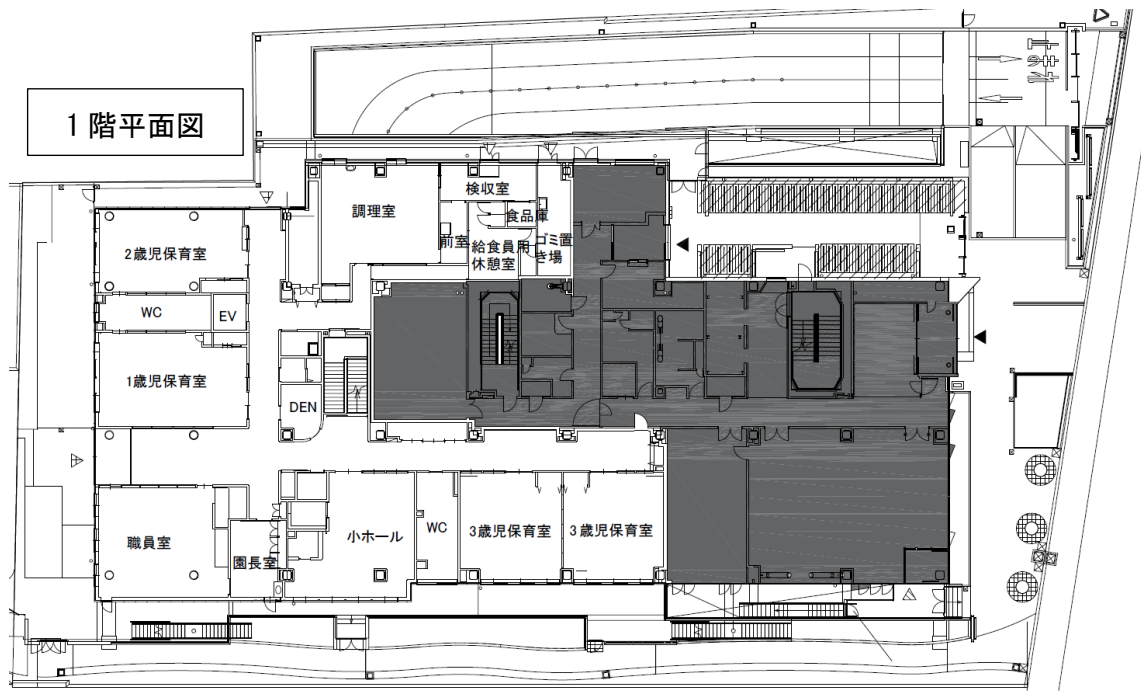 1階平面図
検収室
調理室
食品庫
前室
給食員用
休憩室
ゴミ置
き場
2歳児保育室
WC
EV
1歳児保育室
DEN
職員室
園長室
小ホール
WC
3歳児保育室
3歳児保育室